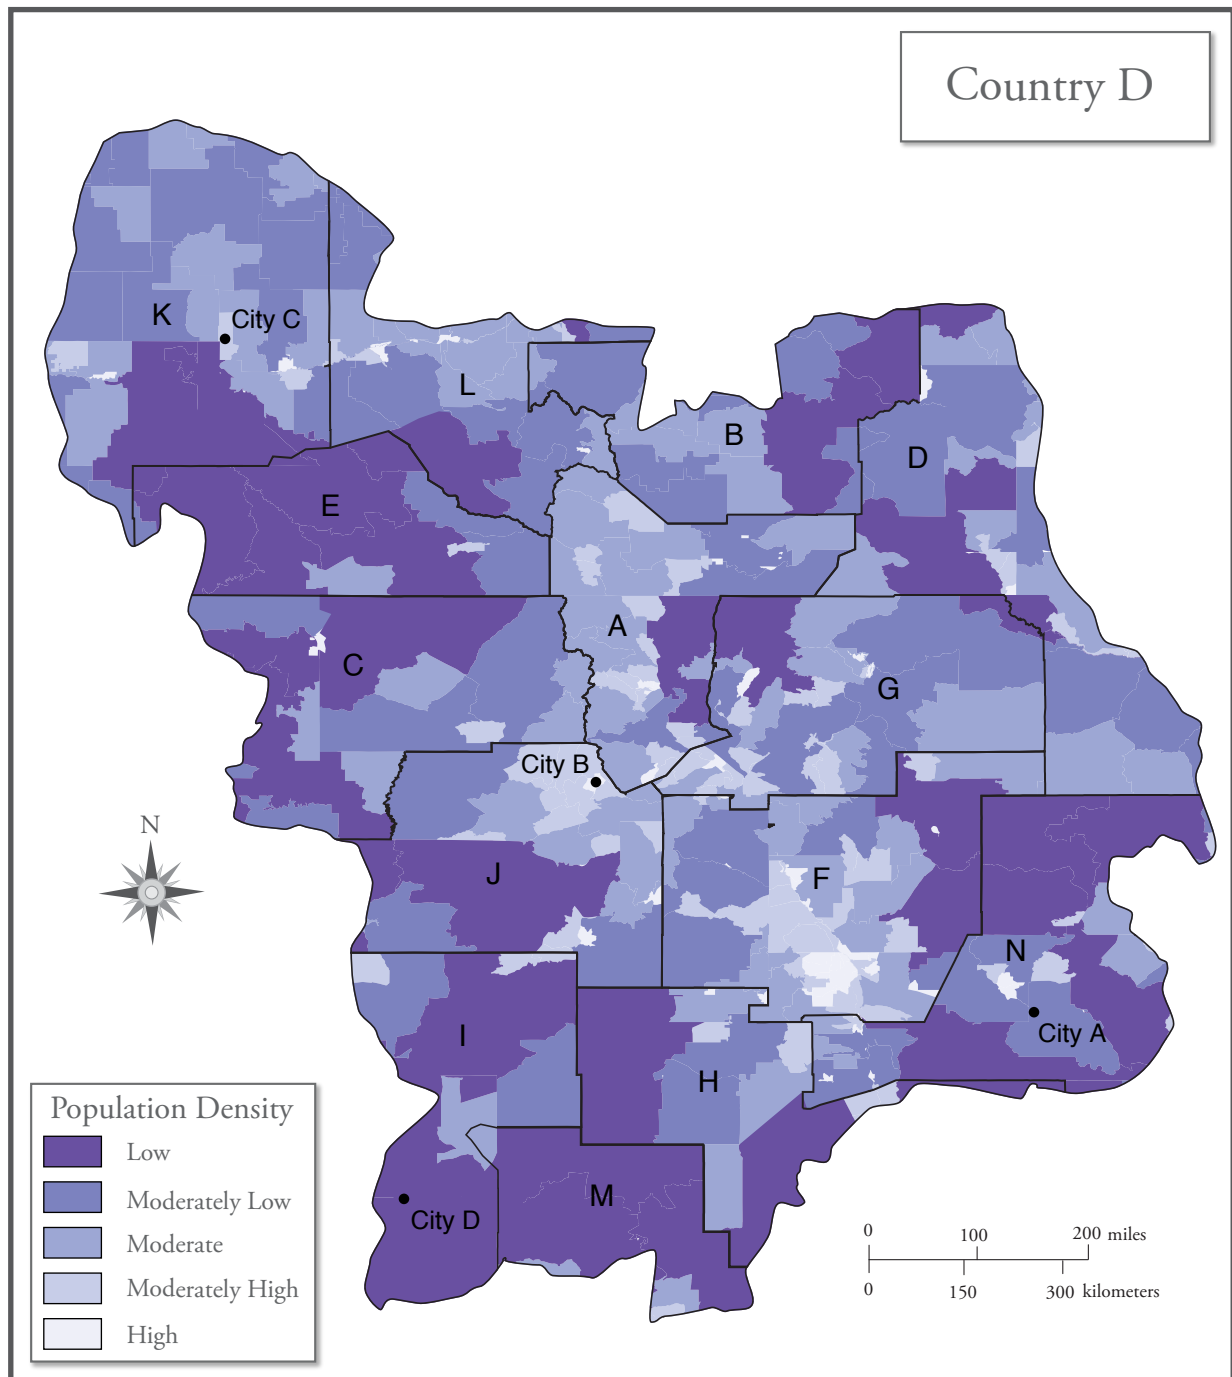 Country D
K
City C
L
B
D
E
A
C
G
City B
N
J
F
N
City A
I
H
Population Density
Low
Moderately Low
Moderate
Moderately High
High
M
City D
0 100 200 miles
0 150 300 kilometers